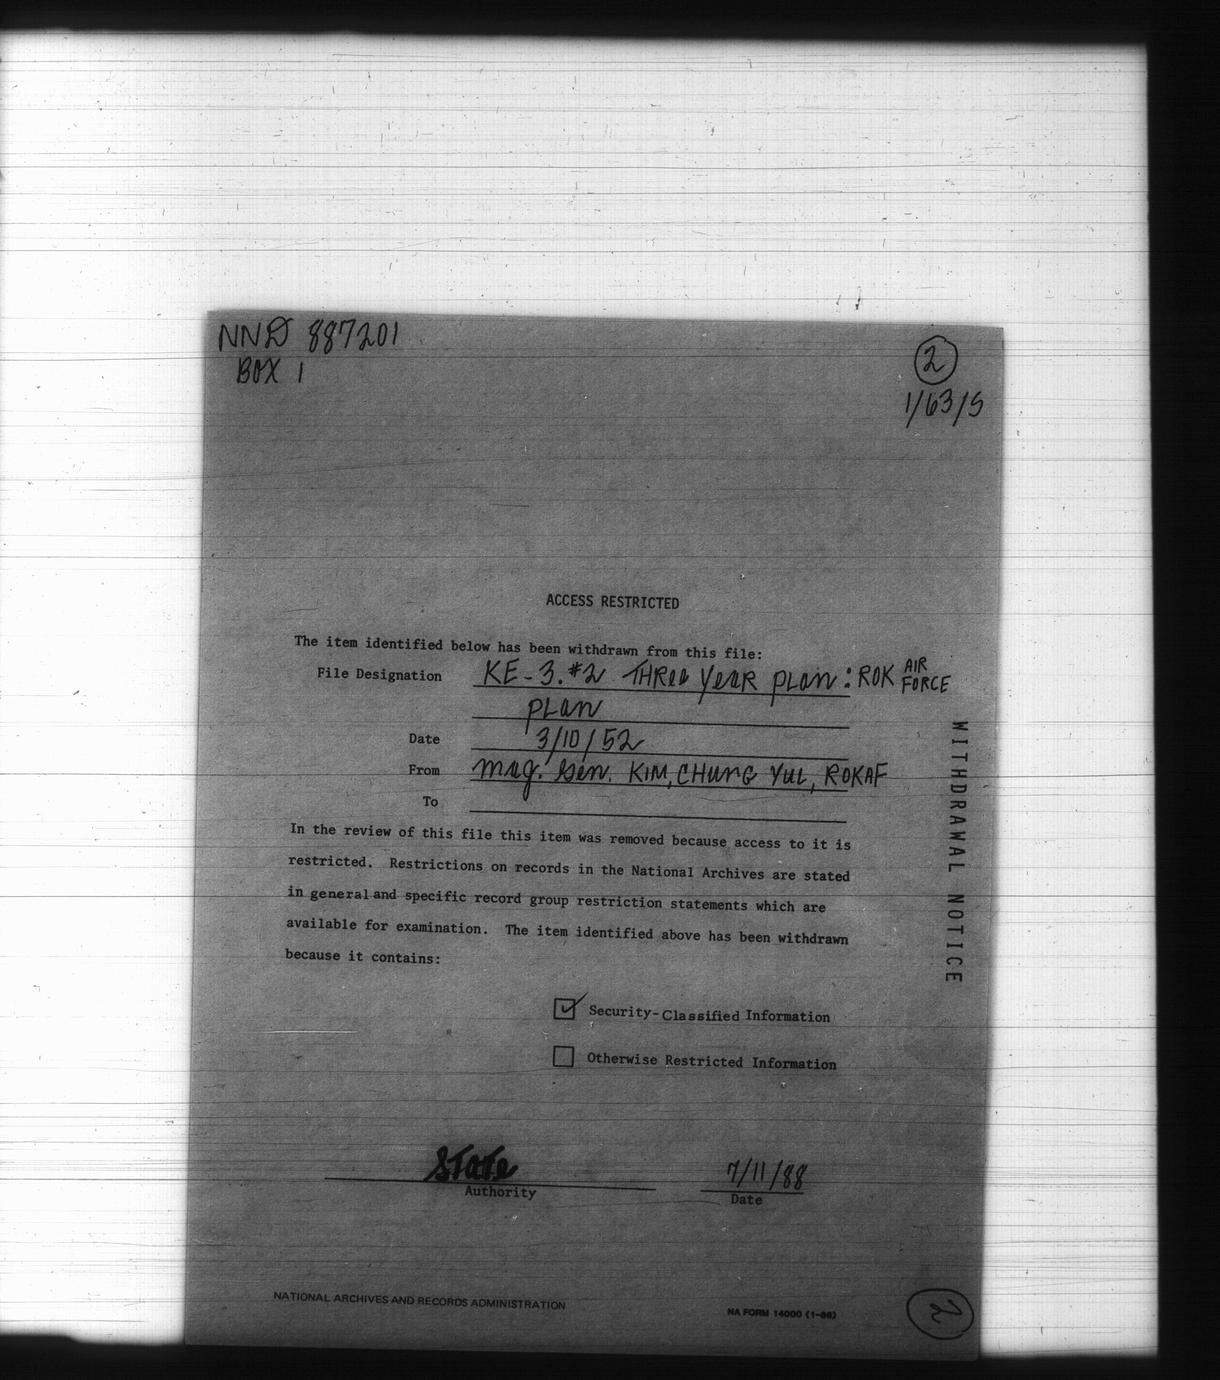 NND 887201
BOX 1
2
1/63/5
ACCESS RESTRICTED
The item identified below has been withdrawn from this file:
File Designation KE-3.#2 THRee Year PLan: ROK AIR FORCE
PLan
Date 3/10/52
From Maj. Gen. KIM, CHUNG YUL, ROKAF
To
In the review of this file this item was removed because access to it is
restricted. Restrictions on records in the National Archives are stated
in general and specific record group restriction statements which are
available for examination. The item identified above has been withdrawn
because it contains:
Security-Classified Information
Otherwise Restricted Information
State
Authority
7/11/88
Date
NATIONAL ARCHIVES AND RECORDS ADMINISTRATION
NA FORM 14000 (1-86)
2
WITHDRAWAL NOTICE